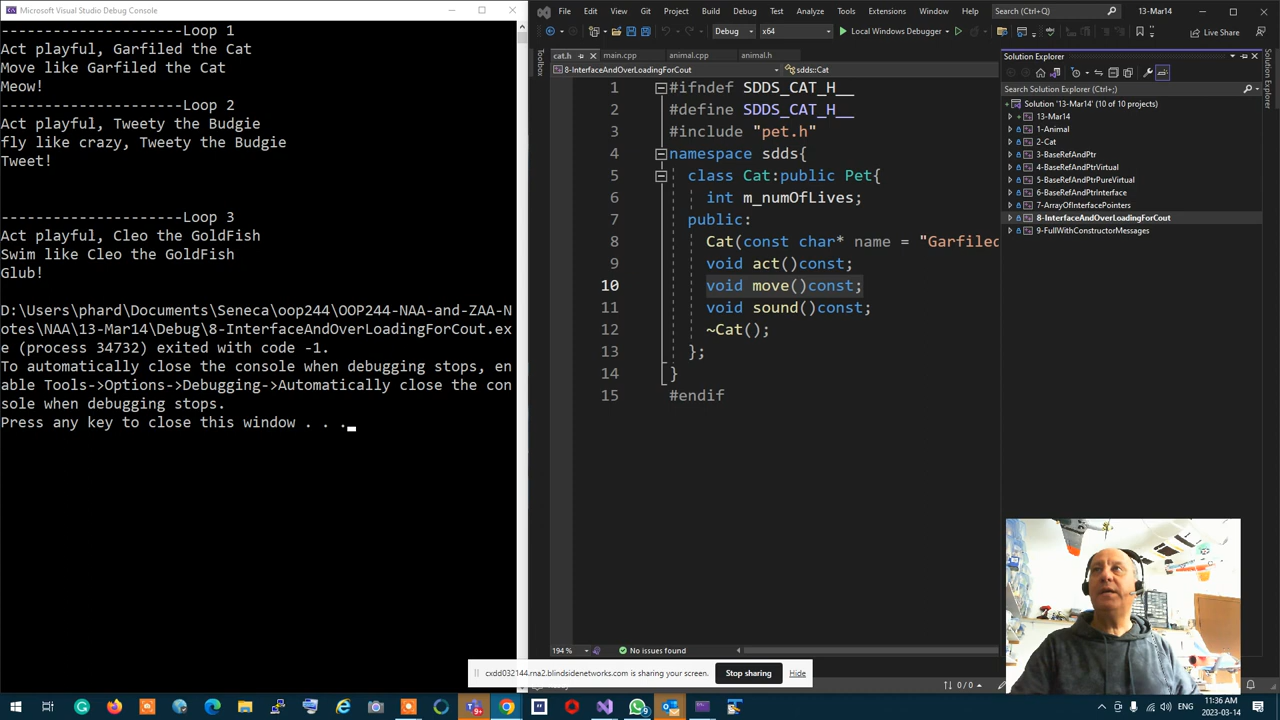 Microsoft Visual Studio Debug Console
---------------------Loop 1
Act playful, Garfiled the Cat
Move like Garfiled the Cat
Meow!
---------------------Loop 2
Act playful, Tweety the Budgie
fly like crazy, Tweety the Budgie
Tweet!
---------------------Loop 3
Act playful, Cleo the GoldFish
Swim like Cleo the GoldFish
Glub!
D:\Users\phard\Documents\Seneca\oop244\OOP244-NAA-and-ZAA-N
otes\NAA\13-Mar14\Debug\8-InterfaceAndOverLoadingForCout.ex
e (process 34732) exited with code -1.
To automatically close the console when debugging stops, en
able Tools->Options->Debugging->Automatically close the con
sole when debugging stops.
Press any key to close this window . . .
File Edit View Git Project Build Debug Test Analyze Tools Extensions Window Help Search (Ctrl+Q) 13-Mar14
Debug x64 Local Windows Debugger Live Share
Toolbox
cat.h main.cpp animal.cpp animal.h
8-InterfaceAndOverLoadingForCout sdds::Cat
1 #ifndef SDDS_CAT_H__
2 #define SDDS_CAT_H__
3 #include "pet.h"
4 namespace sdds{
5 class Cat:public Pet{
6 int m_numOfLives;
7 public:
8 Cat(const char* name = "Garfiled
9 void act()const;
10 void move()const;
11 void sound()const;
12 ~Cat();
13 };
14 }
15 #endif
194 % No issues found
Solution Explorer
Search Solution Explorer (Ctrl+;)
Solution '13-Mar14' (10 of 10 projects)
13-Mar14
1-Animal
2-Cat
3-BaseRefAndPtr
4-BaseRefAndPtrVirtual
5-BaseRefAndPtrPureVirtual
6-BaseRefAndPtrInterface
7-ArrayOfInterfacePointers
8-InterfaceAndOverLoadingForCout
9-FullWithConstructorMessages
Solution Explorer
cxdd032144.rna2.blindsidenetworks.com is sharing your screen. Stop sharing Hide
0 / 0
9+
9
11:36 AM
2023-03-14